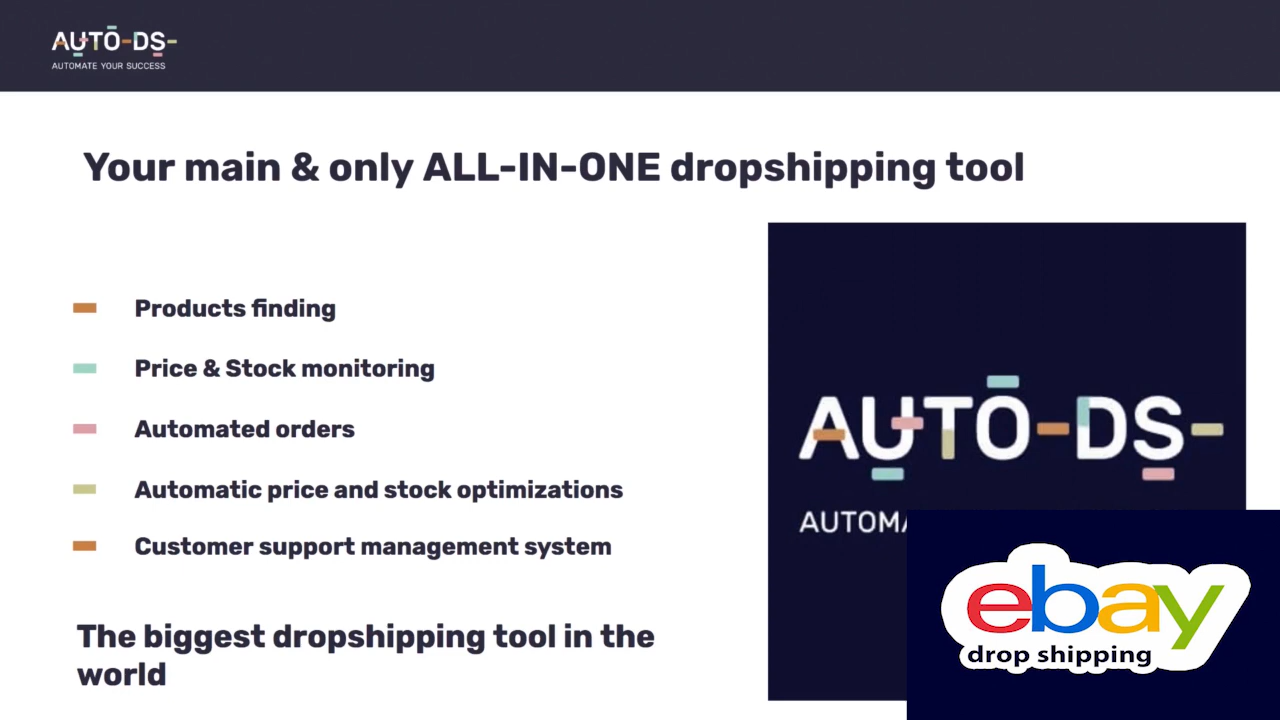 AUTO-DS-
AUTOMATE YOUR SUCCESS
Your main & only ALL-IN-ONE dropshipping tool
Products finding
Price & Stock monitoring
Automated orders
Automatic price and stock optimizations
Customer support management system
The biggest dropshipping tool in the
world
AUTO-DS-
AUTOMA
ebay
drop shipping